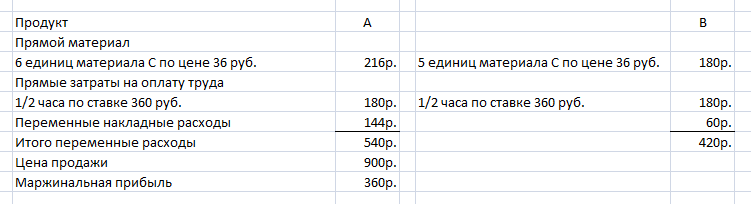 Продукт А В
Прямой материал
6 единиц материала С по цене 36 руб. 216р. 5 единиц материала С по цене 36 руб. 180р.
Прямые затраты на оплату труда
1/2 часа по ставке 360 руб. 180р. 1/2 часа по ставке 360 руб. 180р.
Переменные накладные расходы 144р. 60р.
Итого переменные расходы 540р. 420р.
Цена продажи 900р.
Маржинальная прибыль 360р.